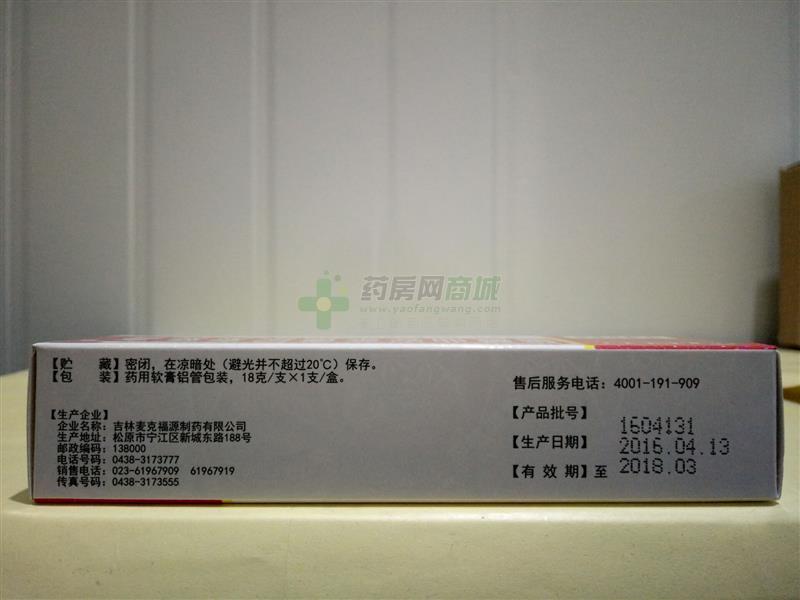 药房网商城
www.yaofangwang.com
【贮　　藏】密闭，在凉暗处（避光并不超过20℃）保存。
【包　　装】药用软膏铝管包装，18克/支×1支/盒。
【生产企业】
企业名称：吉林麦克福源制药有限公司
生产地址：松原市宁江区新城东路188号
邮政编码：138000
电话号码：0438-3173777
销售电话：023-61967909　61967919
传真号码：0438-3173555
售后服务电话：4001-191-909
【产品批号】 1604131
【生产日期】 2016.04.13
【有 效 期】至 2018.03